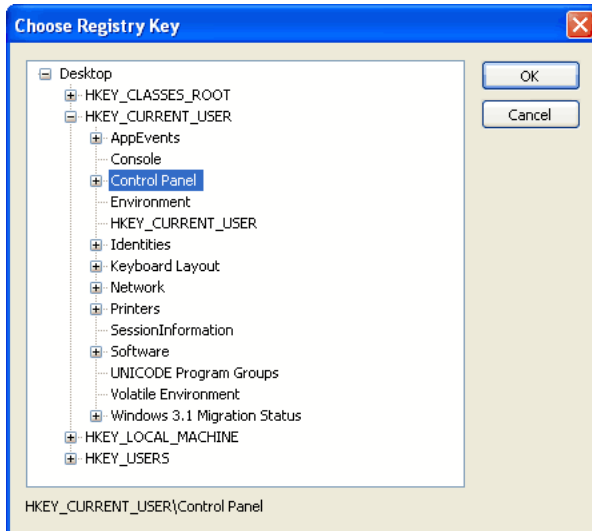 Choose Registry Key
Desktop
HKEY_CLASSES_ROOT
HKEY_CURRENT_USER
AppEvents
Console
Control Panel
Environment
HKEY_CURRENT_USER
Identities
Keyboard Layout
Network
Printers
SessionInformation
Software
UNICODE Program Groups
Volatile Environment
Windows 3.1 Migration Status
HKEY_LOCAL_MACHINE
HKEY_USERS
OK
Cancel
HKEY_CURRENT_USER\Control Panel